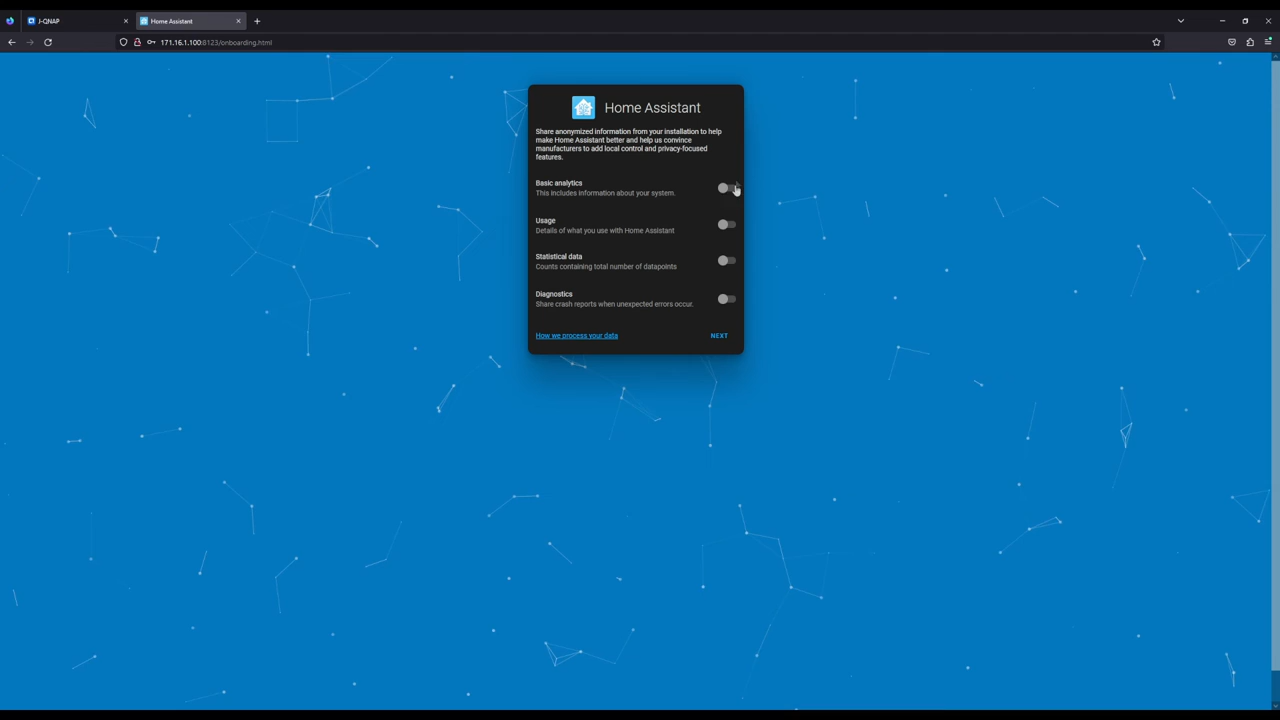 J-QNAP
Home Assistant
171.16.1.100:8123/onboarding.html
Home Assistant
Share anonymized information from your installation to help
make Home Assistant better and help us convince
manufacturers to add local control and privacy-focused
features.
Basic analytics
This includes information about your system.
Usage
Details of what you use with Home Assistant
Statistical data
Counts containing total number of datapoints
Diagnostics
Share crash reports when unexpected errors occur.
How we process your data
NEXT